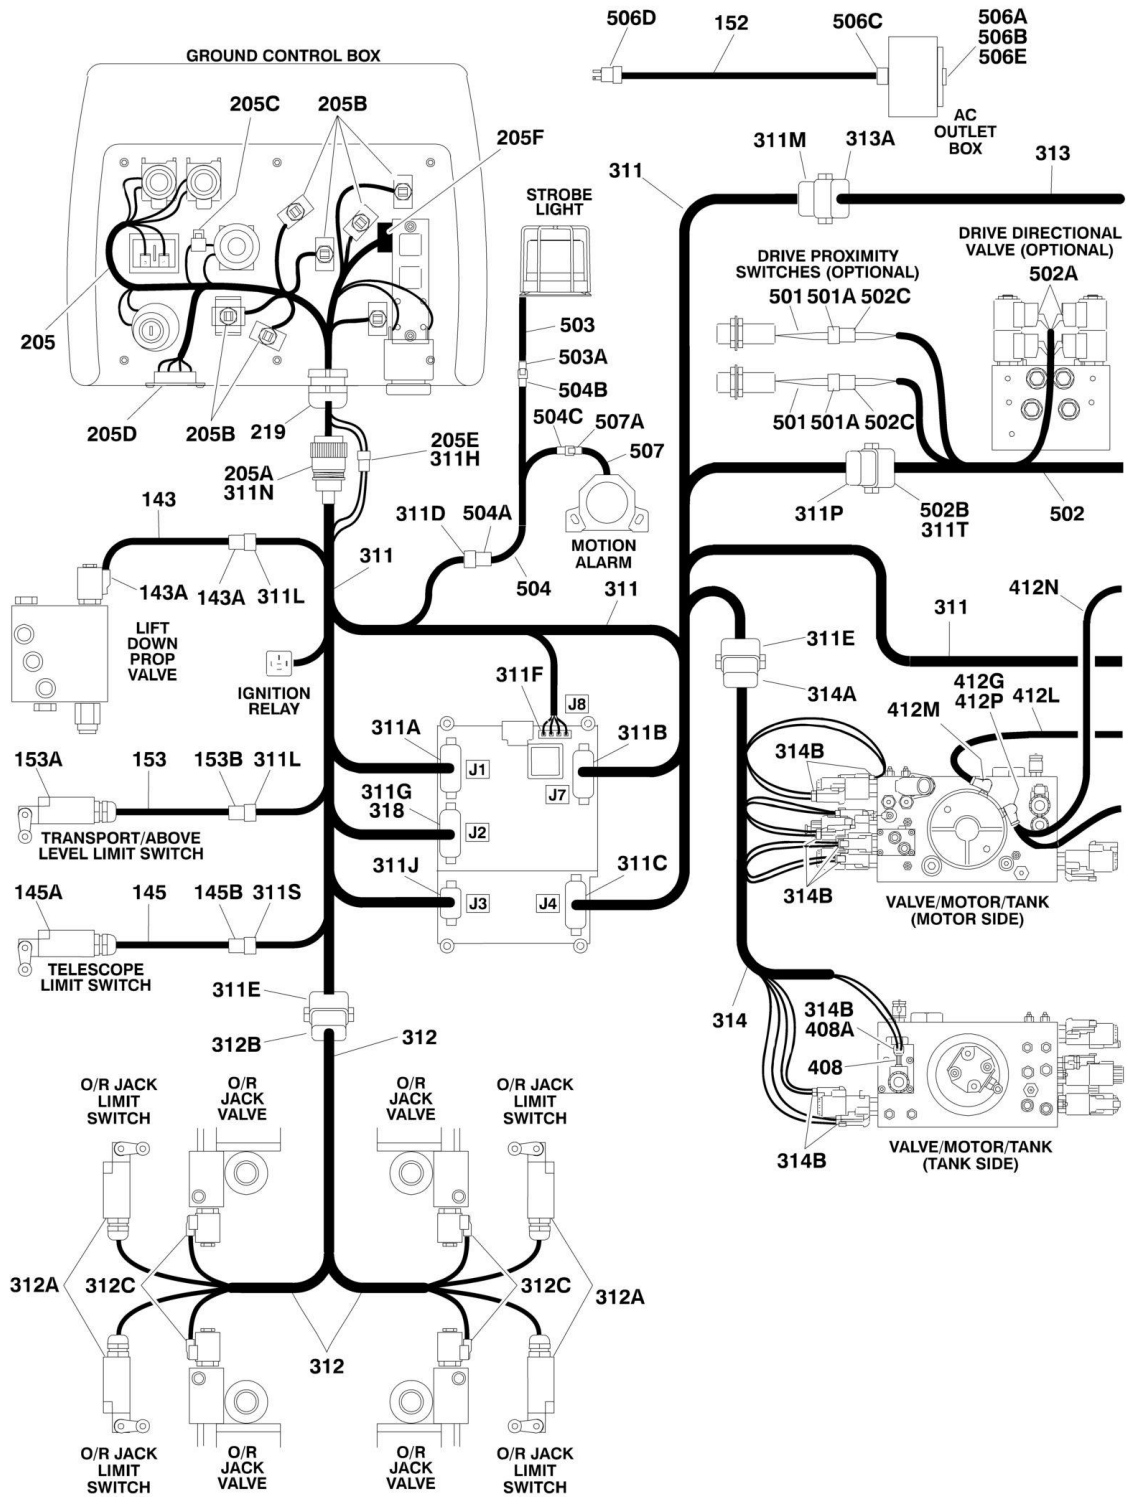 506D
152
506C
506A
506B
506E
GROUND CONTROL BOX
AC
OUTLET
BOX
205C
205B
205F
311M
313A
313
311
STROBE
LIGHT
DRIVE DIRECTIONAL
VALVE (OPTIONAL)
502A
DRIVE PROXIMITY
SWITCHES (OPTIONAL)
501
501A
502C
205
503
503A
504B
501
501A
502C
205D
205B
219
504C
507A
507
205E
311H
205A
311N
311P
502B
311T
502
143
311D
504A
MOTION
ALARM
311
504
311
143A
143A
311L
412N
311
LIFT
DOWN
PROP
VALVE
311E
IGNITION
RELAY
311F
J8
314A
412G
412P
412L
412M
311A
311B
314B
153A
153
153B
311L
J1
J7
311G
318
TRANSPORT/ABOVE
LEVEL LIMIT SWITCH
J2
311J
311C
314B
145A
145
145B
311S
J3
J4
VALVE/MOTOR/TANK
(MOTOR SIDE)
TELESCOPE
LIMIT SWITCH
311E
314
314B
408A
312B
312
408
O/R JACK
LIMIT
SWITCH
O/R
JACK
VALVE
O/R
JACK
VALVE
O/R JACK
LIMIT
SWITCH
VALVE/MOTOR/TANK
(TANK SIDE)
314B
312A
312C
312C
312A
312
O/R JACK
LIMIT
SWITCH
O/R
JACK
VALVE
O/R
JACK
VALVE
O/R JACK
LIMIT
SWITCH